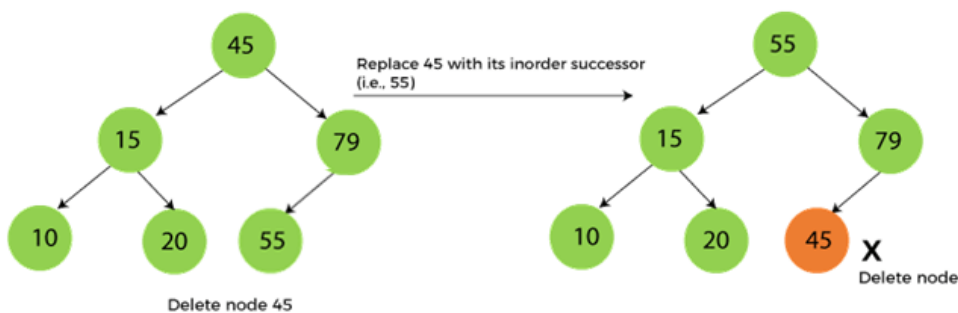 45
55
Replace 45 with its inorder successor
(i.e., 55)
15
79
15
79
10
20
55
10
20
45
X
Delete node
Delete node 45